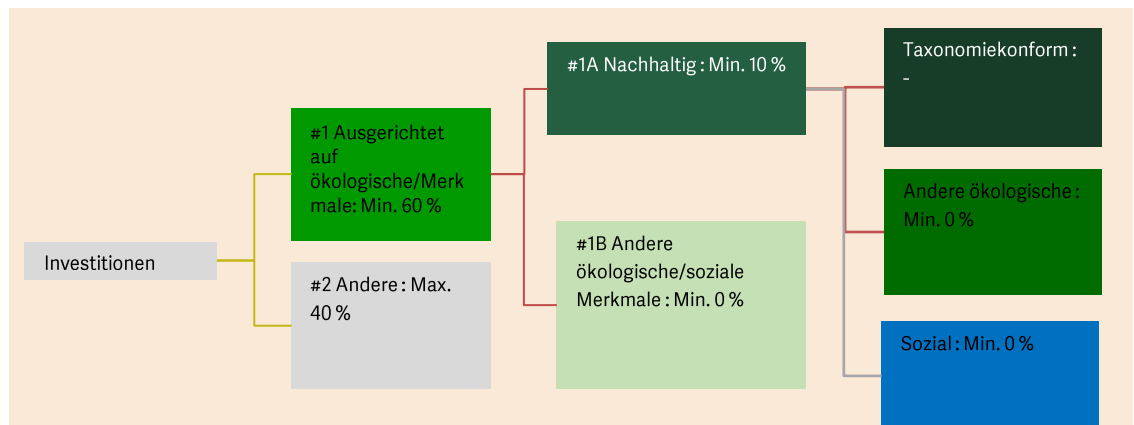 Investitionen
#1 Ausgerichtet
auf
ökologische/Merk
male: Min. 60 %
#2 Andere : Max.
40 %
#1A Nachhaltig : Min. 10 %
#1B Andere
ökologische/soziale
Merkmale : Min. 0 %
Taxonomiekonform :
-
Andere ökologische :
Min. 0 %
Sozial : Min. 0 %